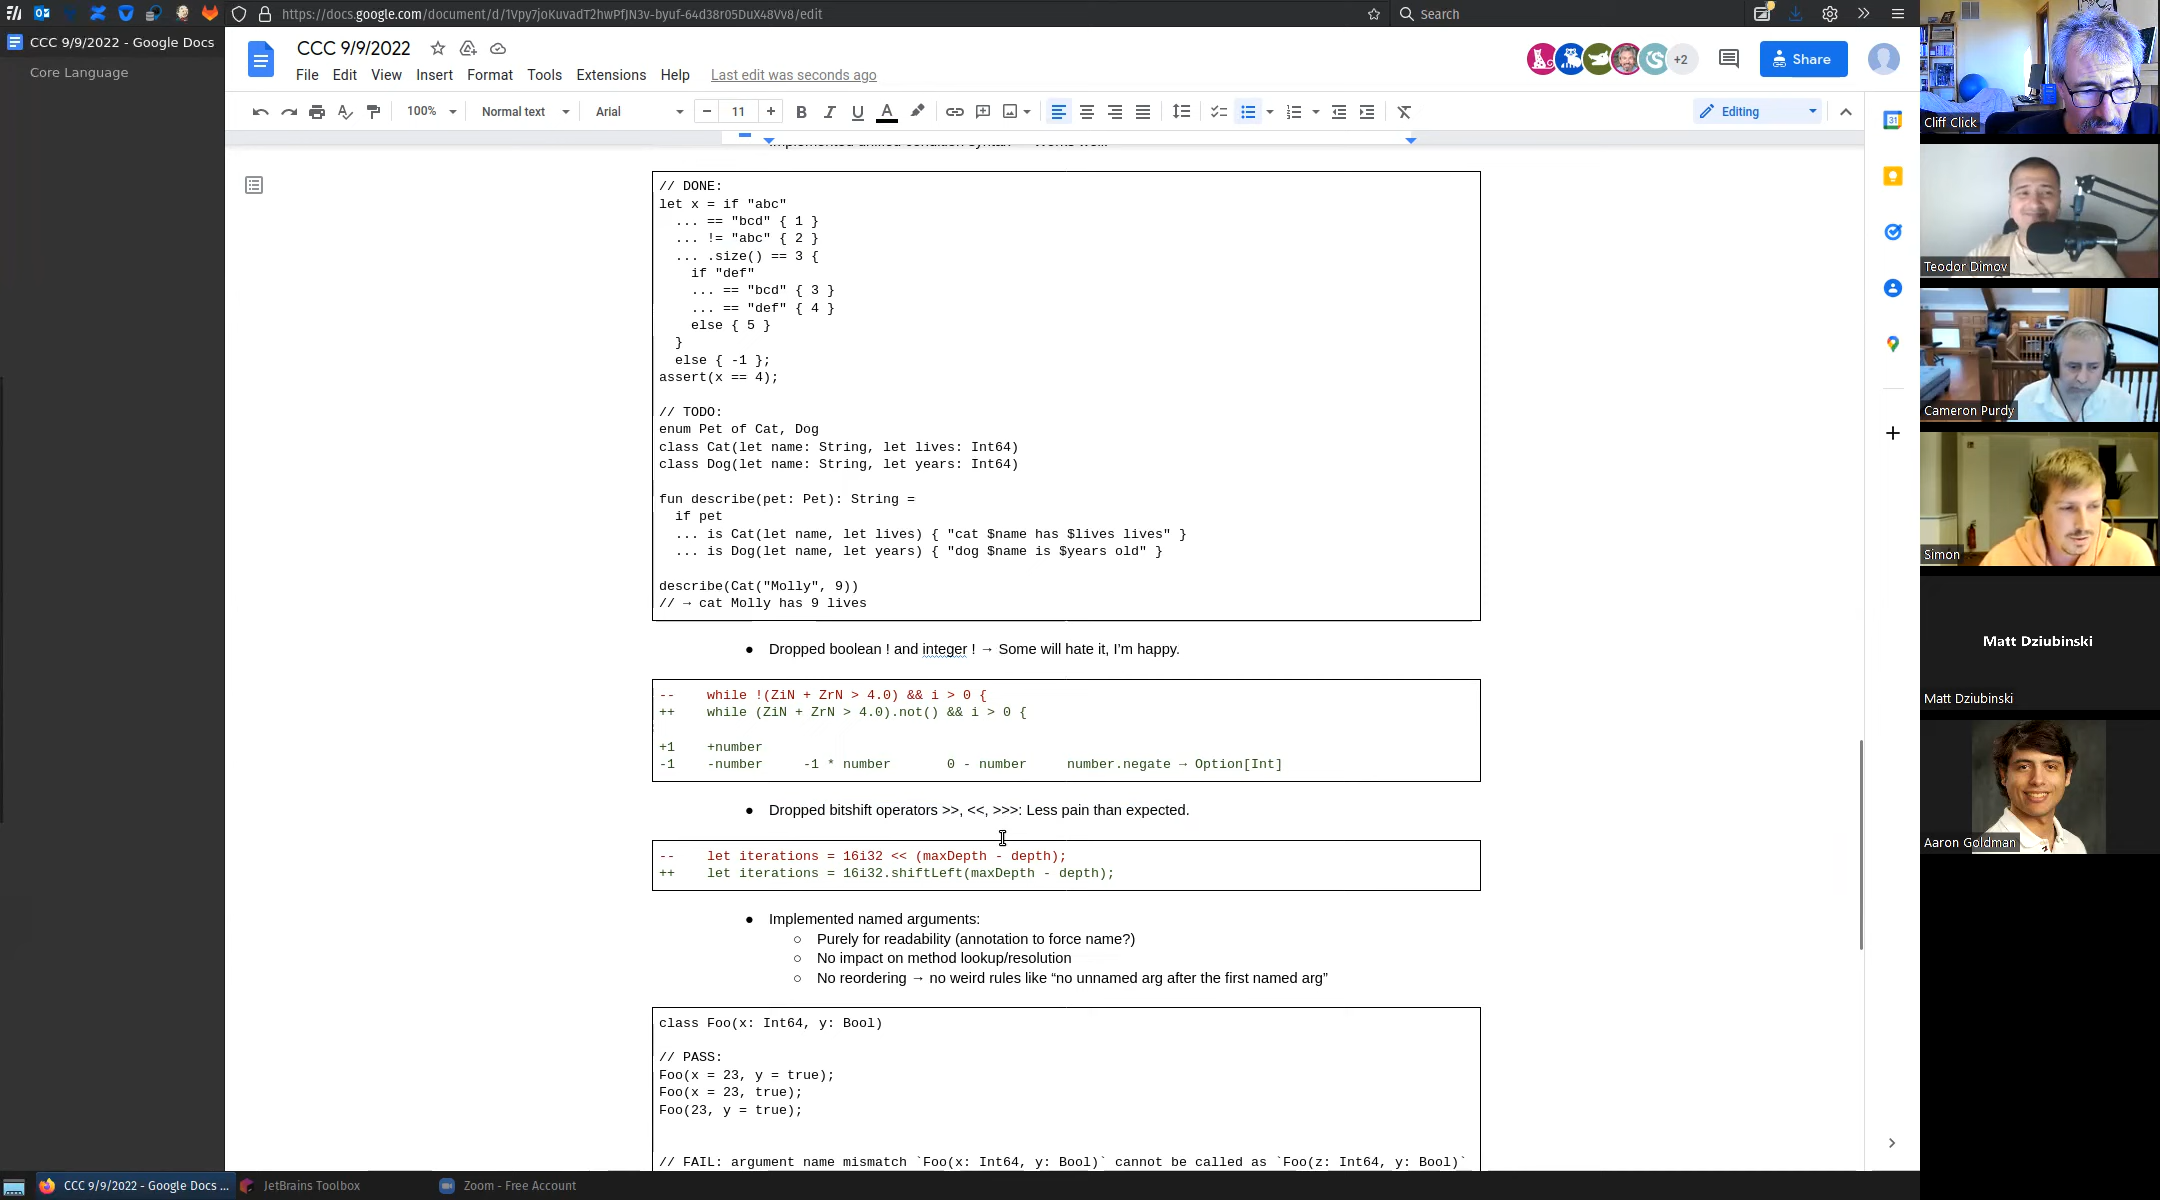 https://docs.google.com/document/d/1Vpy7joKuvadT2hwPfJN3v-byuf-64d38r05DuX48Vv8/edit
Search
CCC 9/9/2022 - Google Docs
Core Language
CCC 9/9/2022
File Edit View Insert Format Tools Extensions Help Last edit was seconds ago
+2
Share
100% Normal text Arial 11
Editing
// DONE:
let x = if "abc"
... == "bcd" { 1 }
... != "abc" { 2 }
... .size() == 3 {
if "def"
... == "bcd" { 3 }
... == "def" { 4 }
else { 5 }
}
else { -1 };
assert(x == 4);
// TODO:
enum Pet of Cat, Dog
class Cat(let name: String, let lives: Int64)
class Dog(let name: String, let years: Int64)
fun describe(pet: Pet): String =
if pet
... is Cat(let name, let lives) { "cat $name has $lives lives" }
... is Dog(let name, let years) { "dog $name is $years old" }
describe(Cat("Molly", 9))
// → cat Molly has 9 lives
● Dropped boolean ! and integer ! → Some will hate it, I'm happy.
-- while !(ZiN + ZrN > 4.0) && i > 0 {
++ while (ZiN + ZrN > 4.0).not() && i > 0 {
+1 +number
-1 -number -1 * number 0 - number number.negate → Option[Int]
● Dropped bitshift operators >>, <<, >>>: Less pain than expected.
-- let iterations = 16i32 << (maxDepth - depth);
++ let iterations = 16i32.shiftLeft(maxDepth - depth);
● Implemented named arguments:
○ Purely for readability (annotation to force name?)
○ No impact on method lookup/resolution
○ No reordering → no weird rules like “no unnamed arg after the first named arg”
class Foo(x: Int64, y: Bool)
// PASS:
Foo(x = 23, y = true);
Foo(x = 23, true);
Foo(23, y = true);
// FAIL: argument name mismatch `Foo(x: Int64, y: Bool)` cannot be called as `Foo(z: Int64, y: Bool)`
31
Cliff Click
Teodor Dimov
Cameron Purdy
Simon
Matt Dziubinski
Matt Dziubinski
Aaron Goldman
CCC 9/9/2022 - Google Docs ...
JetBrains Toolbox
Zoom - Free Account